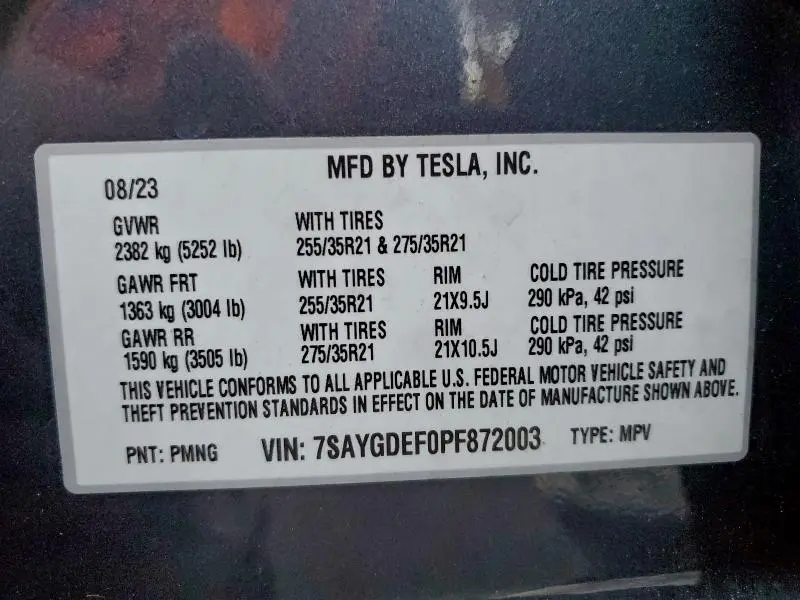 MFD BY TESLA, INC.
08/23
GVWR WITH TIRES
2382 kg (5252 lb) 255/35R21 & 275/35R21
GAWR FRT WITH TIRES RIM COLD TIRE PRESSURE
1363 kg (3004 lb) 255/35R21 21X9.5J 290 kPa, 42 psi
GAWR RR WITH TIRES RIM COLD TIRE PRESSURE
1590 kg (3505 lb) 275/35R21 21X10.5J 290 kPa, 42 psi
THIS VEHICLE CONFORMS TO ALL APPLICABLE U.S. FEDERAL MOTOR VEHICLE SAFETY AND
THEFT PREVENTION STANDARDS IN EFFECT ON THE DATE OF MANUFACTURE SHOWN ABOVE.
PNT: PMNG VIN: 7SAYGDEF0PF872003 TYPE: MPV